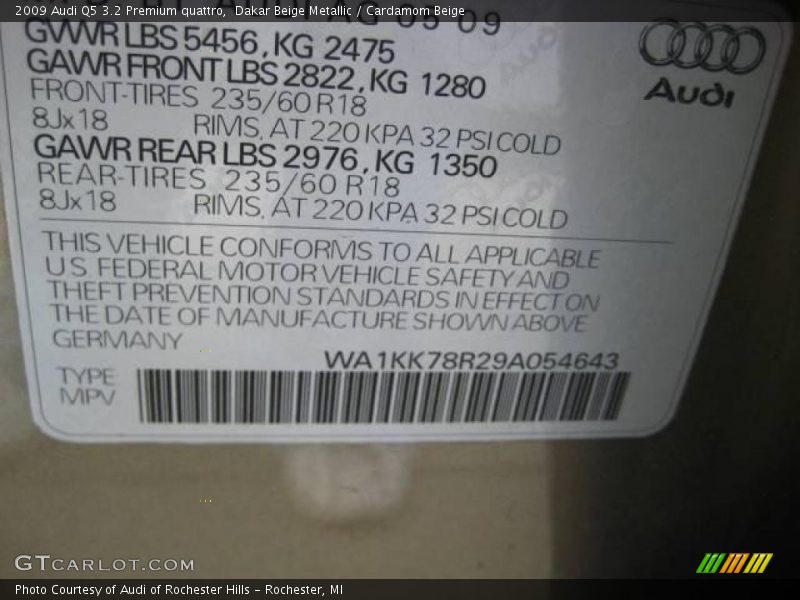 2009 Audi Q5 3.2 Premium quattro,  Dakar Beige Metallic / Cardamom Beige
AUDI AG 05 09
GVWR LBS 5456, KG 2475
GAWR FRONT LBS 2822, KG 1280
FRONT-TIRES 235/60 R18
8Jx18 RIMS, AT 220 KPA 32 PSI COLD
GAWR REAR LBS 2976, KG 1350
REAR-TIRES 235/60 R18
8Jx18 RIMS, AT 220 KPA 32 PSI COLD
Audi
THIS VEHICLE CONFORMS TO ALL APPLICABLE
U S FEDERAL MOTOR VEHICLE SAFETY AND
THEFT PREVENTION STANDARDS IN EFFECT ON
THE DATE OF MANUFACTURE SHOWN ABOVE
GERMANY
WA1KK78R29A054643
TYPE
MPV
GTCARLOT.COM
Photo Courtesy of Audi of Rochester Hills – Rochester, MI